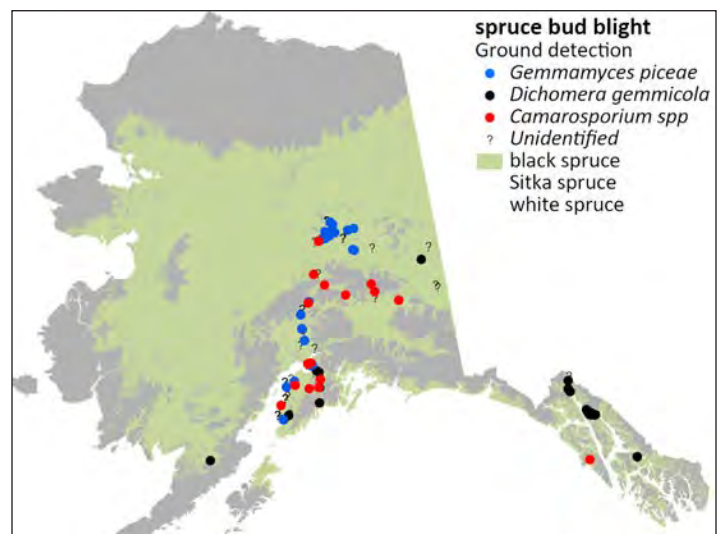 spruce bud blight
Ground detection
Gemmamyces piceae
Dichomera gemmicola
Camarosporium spp
? Unidentified
black spruce
Sitka spruce
white spruce